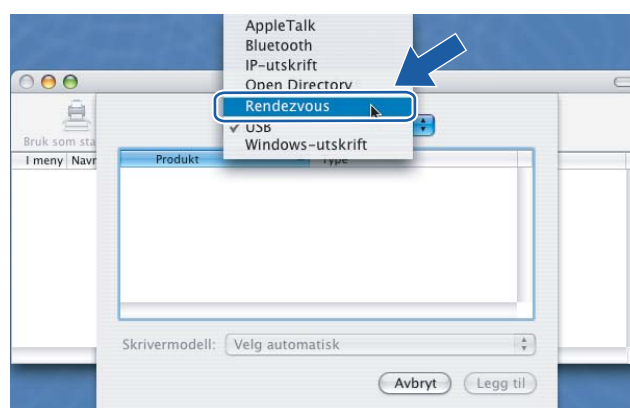 AppleTalk
Bluetooth
IP-utskrift
Open Directory
Rendezvous
✓ USB
Windows-utskrift
Bruk som sta
I meny Navn
Produkt Type
Skrivermodell: Velg automatisk
Avbryt Legg til